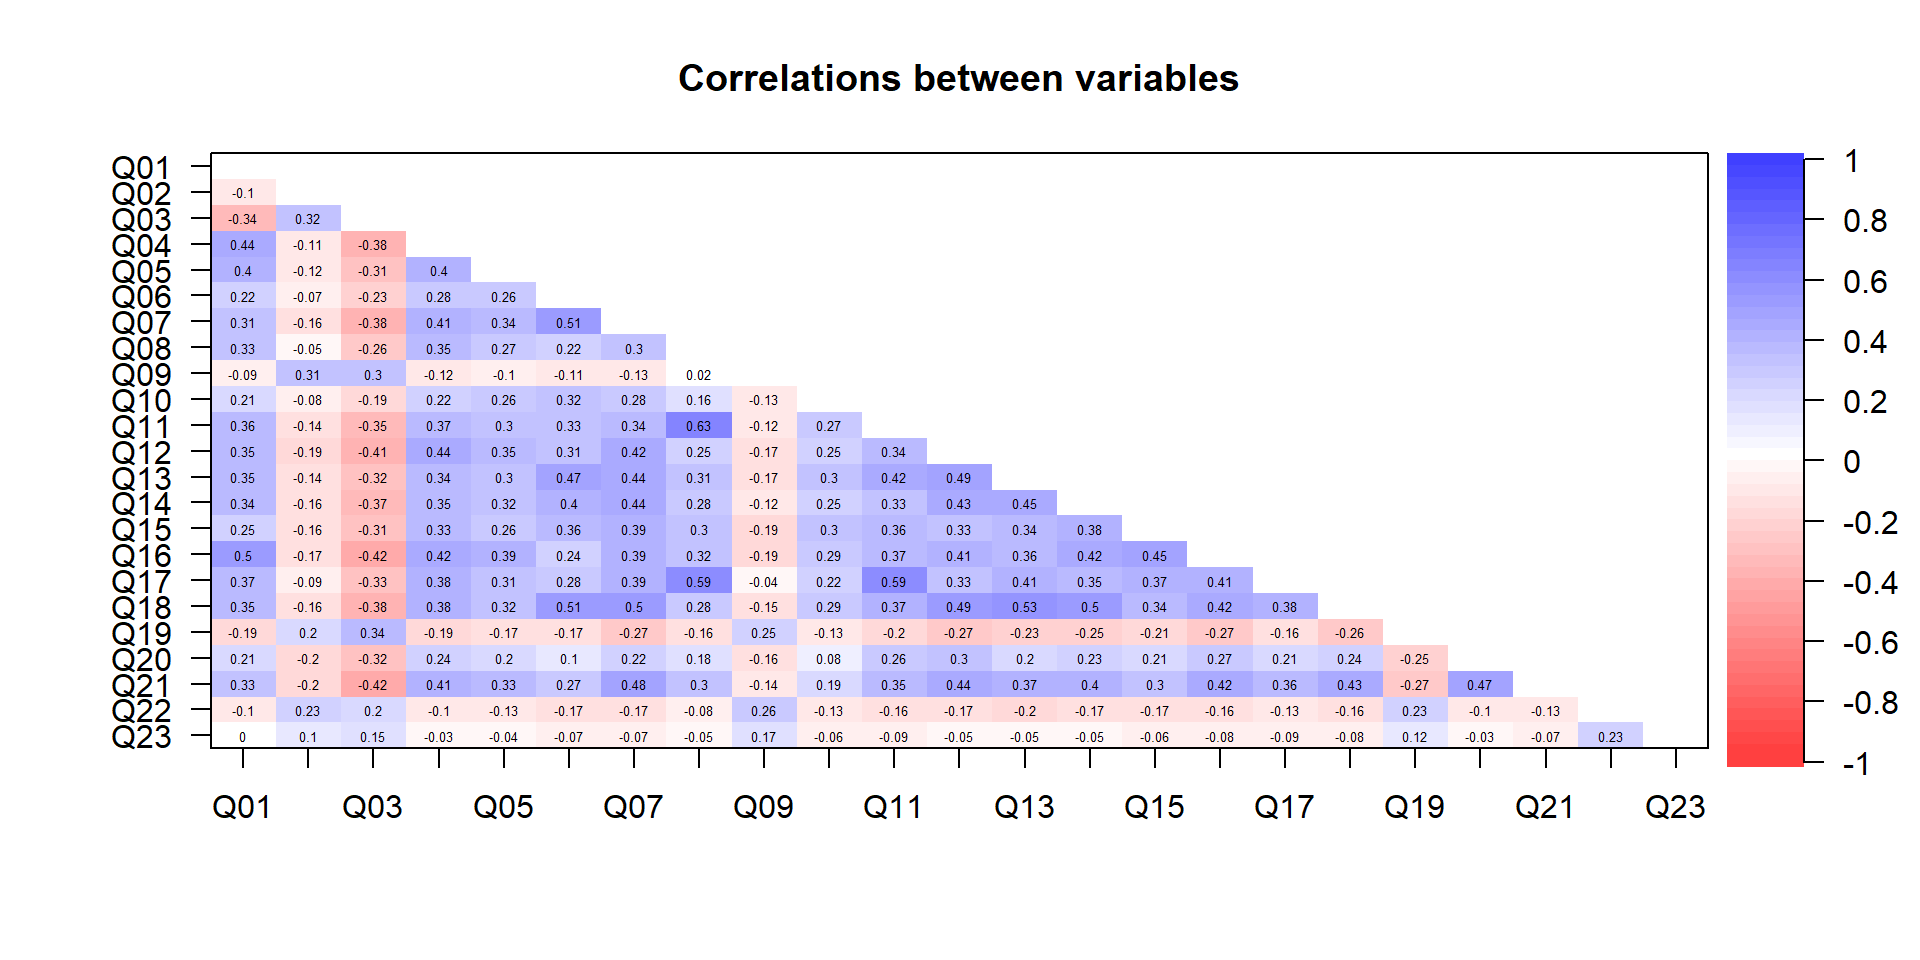 Correlations between variables
Q01
1
Q02 -0.1
Q03 -0.34 0.32
0.8
Q04 0.44 -0.11 -0.38
Q05 0.4 -0.12 -0.31 0.4
0.6
Q06 0.22 -0.07 -0.23 0.28 0.26
Q07 0.31 -0.16 -0.38 0.41 0.34 0.51
0.4
Q08 0.33 -0.05 -0.26 0.35 0.27 0.22 0.3
Q09 -0.09 0.31 0.3 -0.12 -0.1 -0.11 -0.13 0.02
0.2
Q10 0.21 -0.08 -0.19 0.22 0.26 0.32 0.28 0.16 -0.13
Q11 0.36 -0.14 -0.35 0.37 0.3 0.33 0.34 0.63 -0.12 0.27
Q12 0.35 -0.19 -0.41 0.44 0.35 0.31 0.42 0.25 -0.17 0.25 0.34
0
Q13 0.35 -0.14 -0.32 0.34 0.3 0.47 0.44 0.31 -0.17 0.3 0.42 0.49
Q14 0.34 -0.16 -0.37 0.35 0.32 0.4 0.44 0.28 -0.12 0.25 0.33 0.43 0.45
-0.2
Q15 0.25 -0.16 -0.31 0.33 0.26 0.36 0.39 0.3 -0.19 0.3 0.36 0.33 0.34 0.38
Q16 0.5 -0.17 -0.42 0.42 0.39 0.24 0.39 0.32 -0.19 0.29 0.37 0.41 0.36 0.42 0.45
-0.4
Q17 0.37 -0.09 -0.33 0.38 0.31 0.28 0.39 0.59 -0.04 0.22 0.59 0.33 0.41 0.35 0.37 0.41
Q18 0.35 -0.16 -0.38 0.38 0.32 0.51 0.5 0.28 -0.15 0.29 0.37 0.49 0.53 0.5 0.34 0.42 0.38
Q19 -0.19 0.2 0.34 -0.19 -0.17 -0.17 -0.27 -0.16 0.25 -0.13 -0.2 -0.27 -0.23 -0.25 -0.21 -0.27 -0.16 -0.26
-0.6
Q20 0.21 -0.2 -0.32 0.24 0.2 0.1 0.22 0.18 -0.16 0.08 0.26 0.3 0.2 0.23 0.21 0.27 0.21 0.24 -0.25
Q21 0.33 -0.2 -0.42 0.41 0.33 0.27 0.48 0.3 -0.14 0.19 0.35 0.44 0.37 0.4 0.3 0.42 0.36 0.43 -0.27 0.47
-0.8
Q22 -0.1 0.23 0.2 -0.1 -0.13 -0.17 -0.17 -0.08 0.26 -0.13 -0.16 -0.17 -0.2 -0.17 -0.17 -0.16 -0.13 -0.16 0.23 -0.1 -0.13
Q23 0 0.1 0.15 -0.03 -0.04 -0.07 -0.07 -0.05 0.17 -0.06 -0.09 -0.05 -0.05 -0.05 -0.06 -0.08 -0.09 -0.08 0.12 -0.03 -0.07 0.23
-1
Q01 Q03 Q05 Q07 Q09 Q11 Q13 Q15 Q17 Q19 Q21 Q23